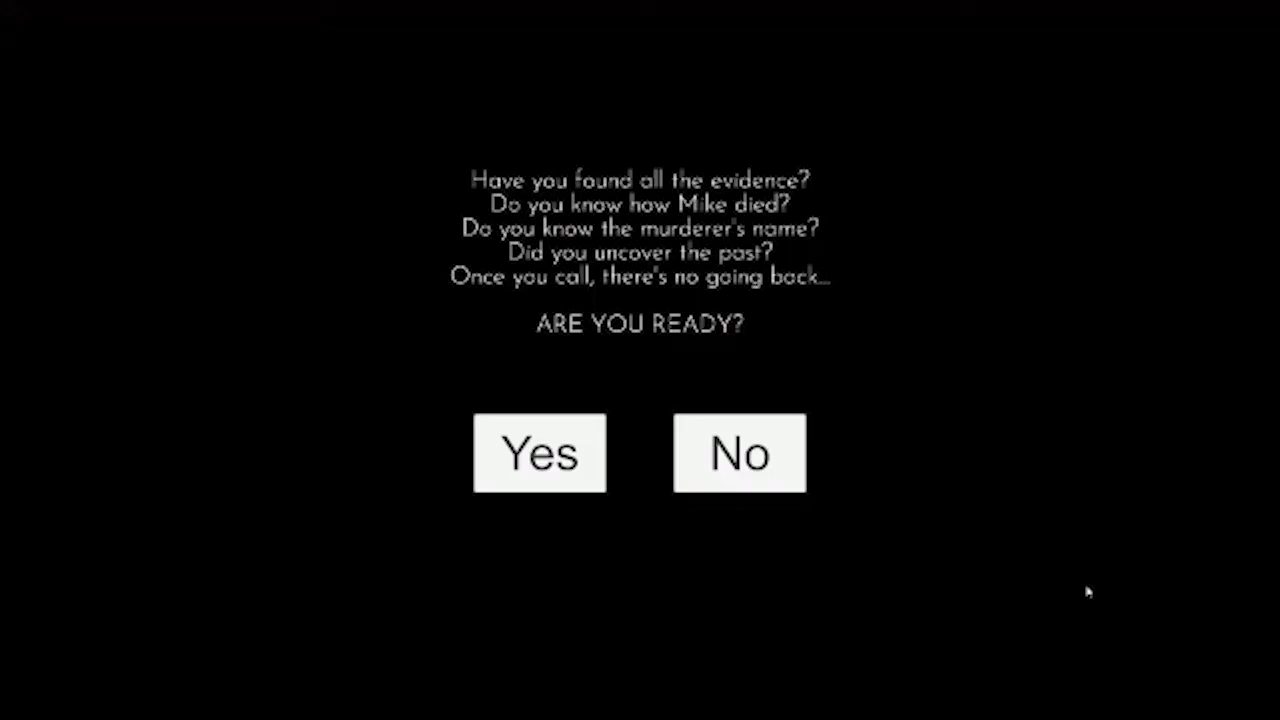 Have you found all the evidence?
Do you know how Mike died?
Do you know the murderer's name?
Did you uncover the past?
Once you call, there's no going back...
ARE YOU READY?
Yes
No